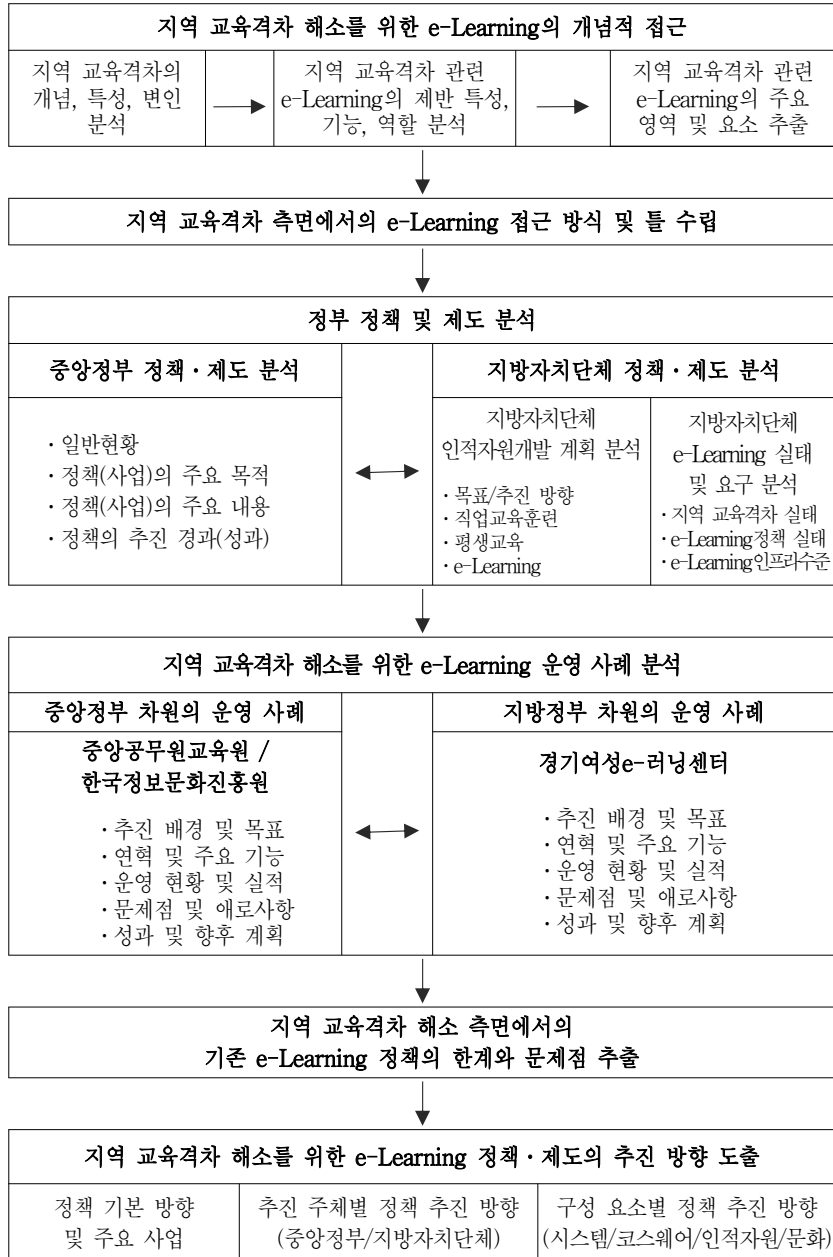 지역 교육격차 해소를 위한 e-Learning의 개념적 접근
지역 교육격차의
개념, 특성, 변인
분석
지역 교육격차 관련
e-Learning의 제반 특성,
기능, 역할 분석
지역 교육격차 관련
e-Learning의 주요
영역 및 요소 추출
지역 교육격차 측면에서의 e-Learning 접근 방식 및 틀 수립
정부 정책 및 제도 분석
중앙정부 정책·제도 분석
·일반현황
·정책(사업)의 주요 목적
·정책(사업)의 주요 내용
·정책의 추진 경과(성과)
지방자치단체 정책·제도 분석
지방자치단체
인적자원개발 계획 분석
·목표/추진 방향
·직업교육훈련
·평생교육
·e-Learning
지방자치단체
e-Learning 실태
및 요구 분석
·지역 교육격차 실태
·e-Learning정책 실태
·e-Learning인프라수준
지역 교육격차 해소를 위한 e-Learning 운영 사례 분석
중앙정부 차원의 운영 사례
중앙공무원교육원 /
한국정보문화진흥원
·추진 배경 및 목표
·연혁 및 주요 기능
·운영 현황 및 실적
·문제점 및 애로사항
·성과 및 향후 계획
지방정부 차원의 운영 사례
경기여성e-러닝센터
·추진 배경 및 목표
·연혁 및 주요 기능
·운영 현황 및 실적
·문제점 및 애로사항
·성과 및 향후 계획
지역 교육격차 해소 측면에서의
기존 e-Learning 정책의 한계와 문제점 추출
지역 교육격차 해소를 위한 e-Learning 정책·제도의 추진 방향 도출
정책 기본 방향
및 주요 사업
추진 주체별 정책 추진 방향
(중앙정부/지방자치단체)
구성 요소별 정책 추진 방향
(시스템/코스웨어/인적자원/문화)